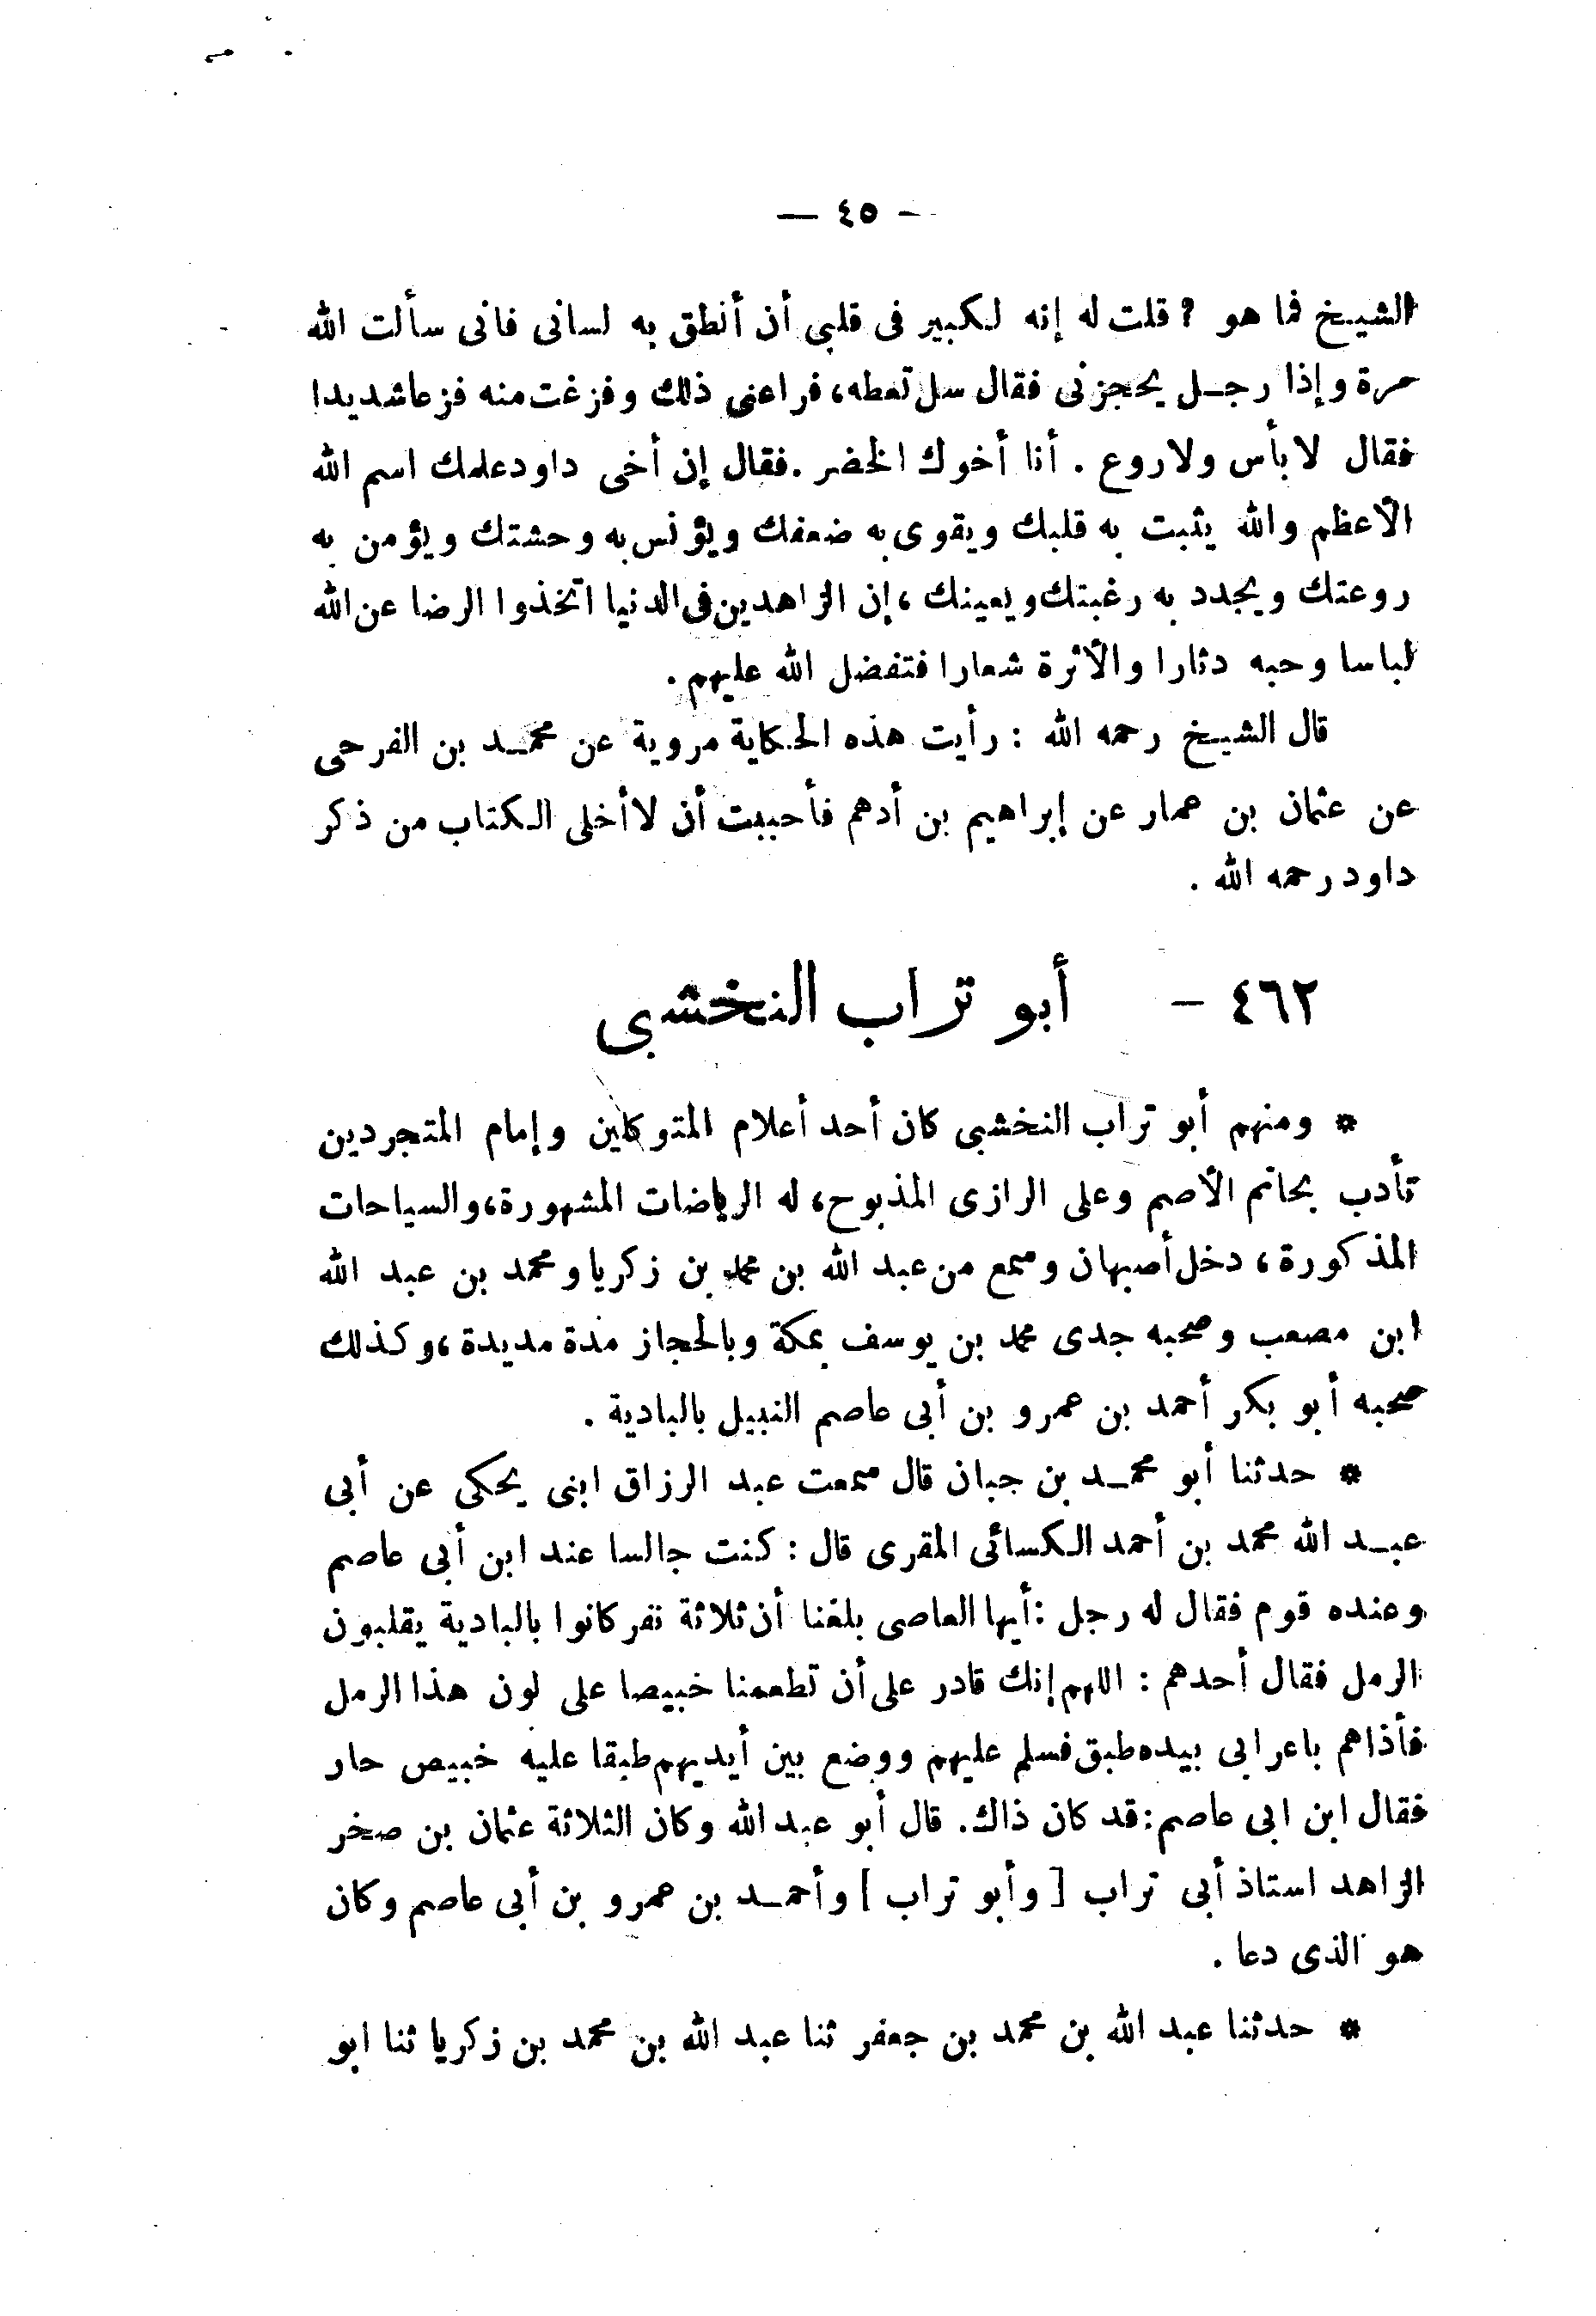 — ٤٥ —
الشيخ فما هو ? قلت له إنه لكبير فى قلبى أن أنطق به لسانى فانى سألت الله
مرة وإذا رجل يحجزنى فقال سل تعطه، فراعنى ذلك وفزغت منه فزعا شديدا
فقال لا بأس ولا روع . أنا أخوك الخضر . فقال إن أخى داود علمك اسم الله
الأعظم والله يثبت به قلبك ويقوى به ضعفك ويؤنس به وحشتك ويؤمن به
روعتك ويجدد به رغبتك ويعينك ، إن الزاهدين فى الدنيا اتخذوا الرضا عن الله
لباسا وحبه دثارا والأثرة شعارا فتفضل الله عليهم .
قال الشيخ رحمه الله : رأيت هذه الحكاية مروية عن محمد بن الفرحى
عن عثمان بن عمار عن إبراهيم بن أدهم فأحببت أن لا أخلى الكتاب من ذكر
داود رحمه الله .
٤٦٢ – أبو تراب النخشبى
* ومنهم أبو تراب النخشبى كان أحد أعلام المتوكلين وإمام المتجردين
تأدب بحاتم الأصم وعلى الرازى المذبوح، له الرياضات المشهورة، والسياحات
المذكورة ، دخل أصبهان وسمع من عبد الله بن محمد بن زكريا ومحمد بن عبد الله
ابن مصعب وصحبه جدى محمد بن يوسف بمكة وبالحجاز مدة مديدة ، وكذلك
صحبه أبو بكر أحمد بن عمرو بن أبى عاصم النبيل بالبادية .
* حدثنا أبو محمد بن حبان قال سمعت عبد الرزاق ابنى يحكى عن أبى
عبد الله محمد بن أحمد الكسائى المقرى قال : كنت جالسا عند ابن أبى عاصم
وعنده قوم فقال له رجل : أيها العاصى بلغنا أن ثلاثة نفر كانوا بالبادية يقلبون
الرمل فقال أحدهم : اللهم إنك قادر على أن تطعمنا خبيصا على لون هذا الرمل
فأذاهم باعرابى بيده طبق فسلم عليهم ووضع بين أيديهم طبقا عليه خبيص حار
فقال ابن ابى عاصم : قد كان ذاك . قال أبو عبد الله وكان الثلاثة عثمان بن صخر
الزاهد استاذ أبى تراب [ وأبو تراب ] وأحمد بن عمرو بن أبى عاصم وكان
هو الذى دعا .
* حدثنا عبد الله بن محمد بن جعفر ثنا عبد الله بن محمد بن زكريا ثنا ابو